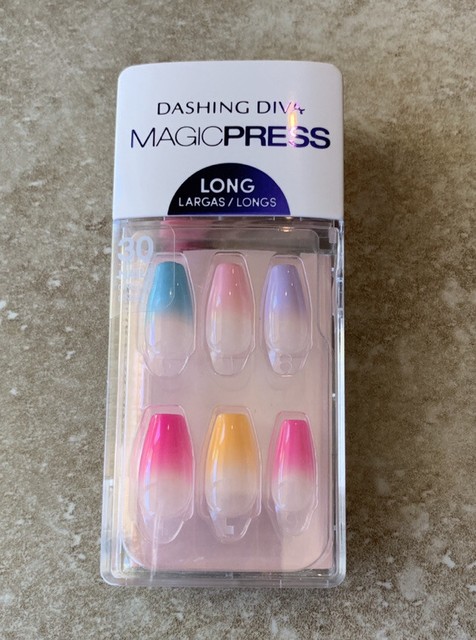 DASHING DIVA
MAGICPRESS
LONG
LARGAS / LONGS
30